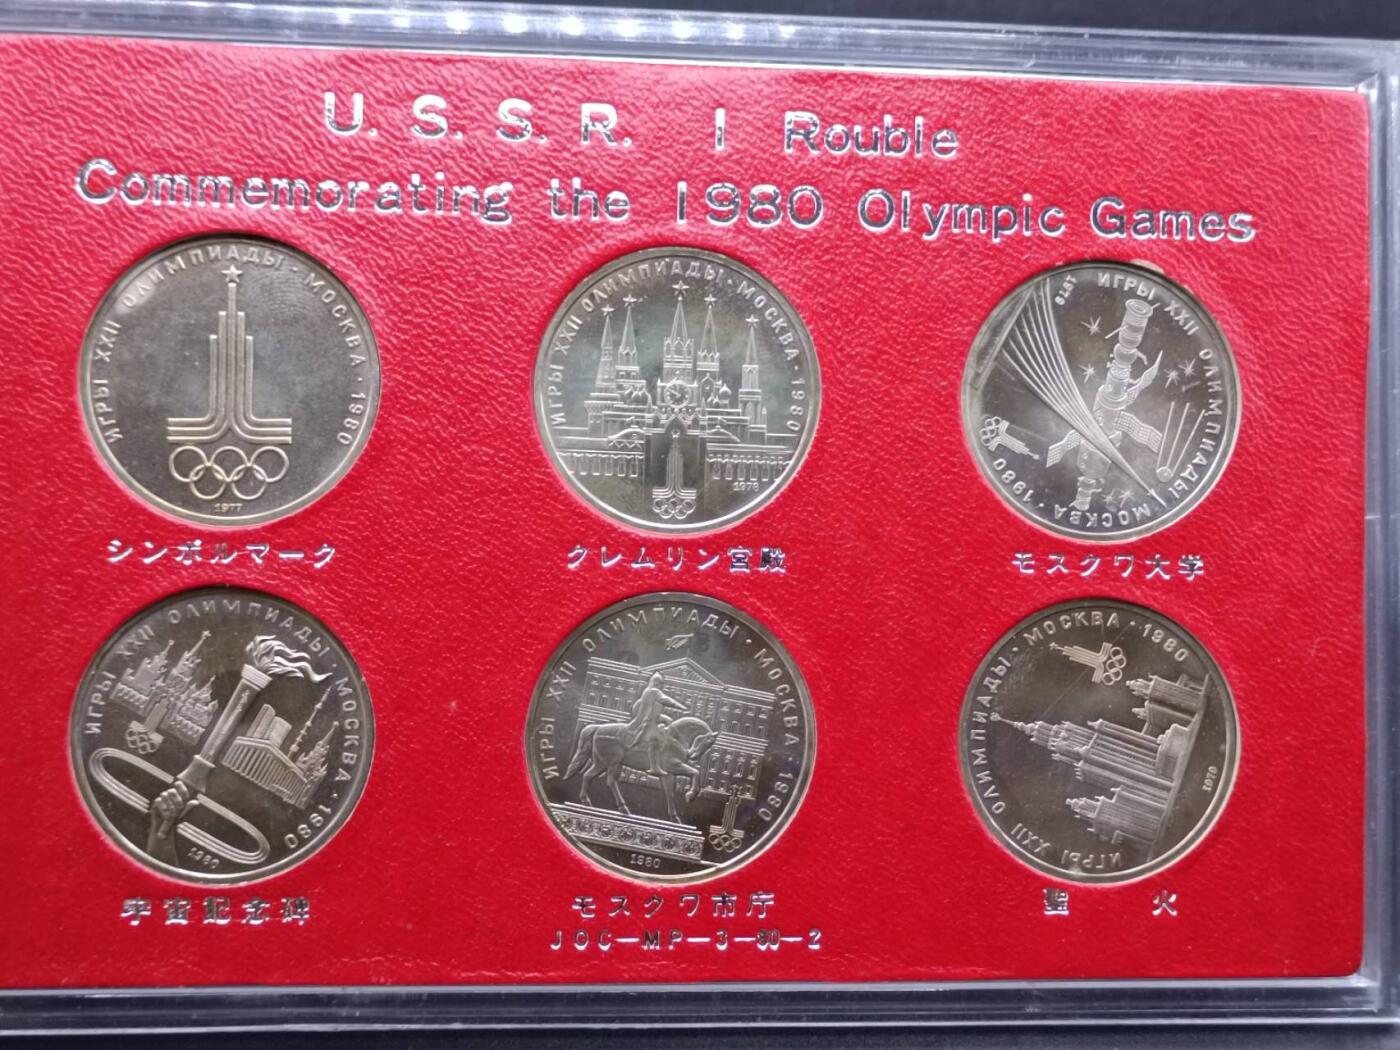 U. S. S. R. 1 Rouble
Commemorating the 1980 Olympic Games
ИГРЫ XXII ОЛИМПИАДЫ · МОСКВА · 1980
1977
シンボルマーク
ИГРЫ XXII ОЛИМПИАДЫ · МОСКВА · 1980
1978
クレムリン宮殿
1979
ИГРЫ XXII ОЛИМПИАДЫ · МОСКВА · 1980
モスクワ大学
ИГРЫ XXII ОЛИМПИАДЫ · МОСКВА · 1980
1980
宇宙記念碑
ИГРЫ XXII ОЛИМПИАДЫ · МОСКВА · 1980
1980
モスクワ市庁
JOC-MP-3-80-2
ИГРЫ XXII ОЛИМПИАДЫ · МОСКВА · 1980
1979
聖 火